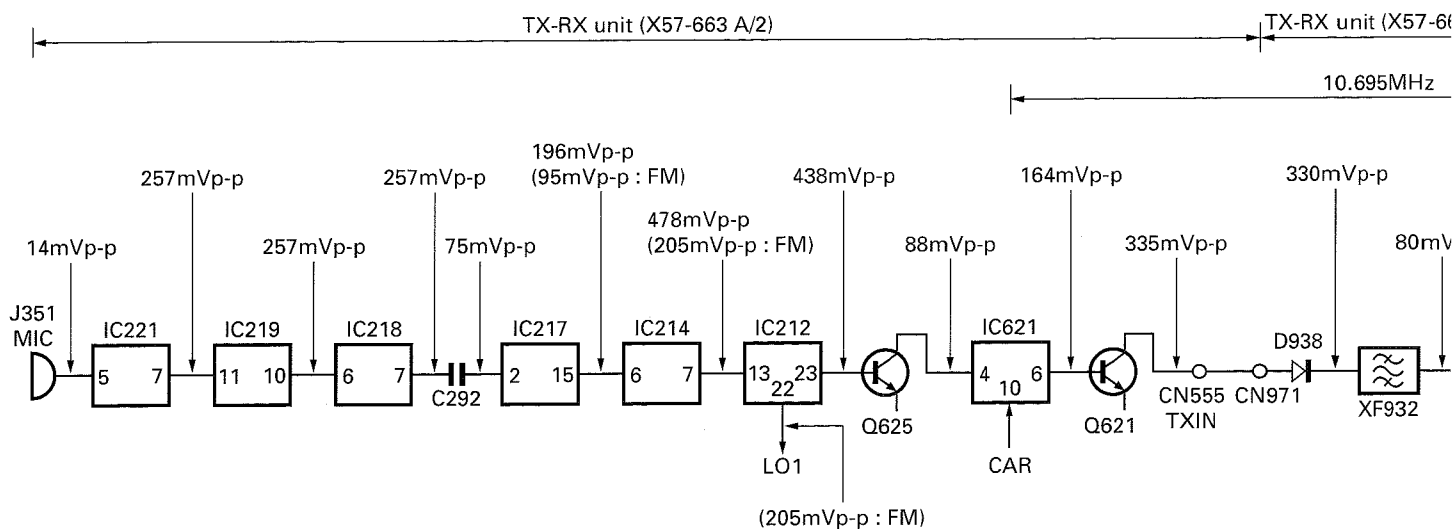 TX-RX unit (X57-663 A/2)
TX-RX unit (X57-66
10.695MHz
196mVp-p
(95mVp-p : FM)
257mVp-p
257mVp-p
438mVp-p
164mVp-p
330mVp-p
478mVp-p
(205mVp-p : FM)
14mVp-p
257mVp-p
75mVp-p
88mVp-p
335mVp-p
80mV
J351
MIC
IC221
IC219
IC218
IC217
IC214
IC212
IC621
D938
5 7
11 10
6 7
2 15
6 7
13 23
22
4 6
10
C292
Q625
Q621
CN555
TXIN
CN971
XF932
LO1
CAR
(205mVp-p : FM)